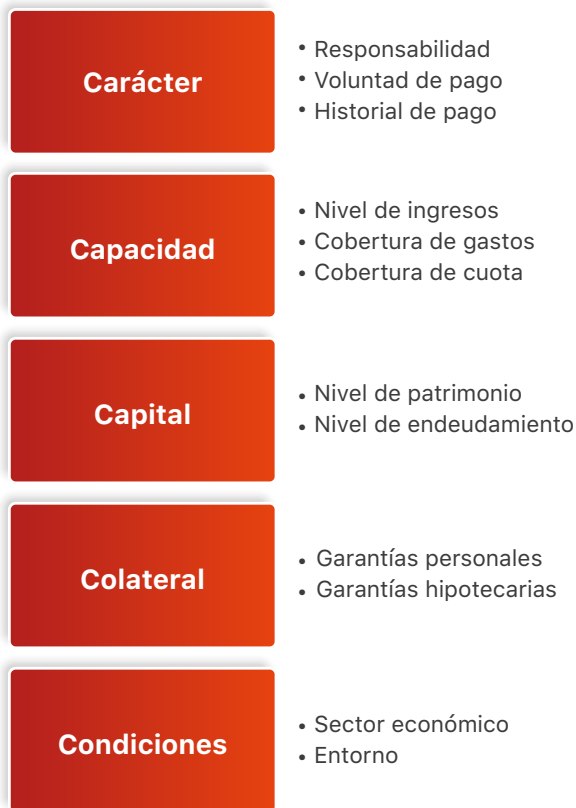 Carácter
• Responsabilidad
• Voluntad de pago
• Historial de pago
Capacidad
• Nivel de ingresos
• Cobertura de gastos
• Cobertura de cuota
Capital
• Nivel de patrimonio
• Nivel de endeudamiento
Colateral
• Garantías personales
• Garantías hipotecarias
Condiciones
• Sector económico
• Entorno